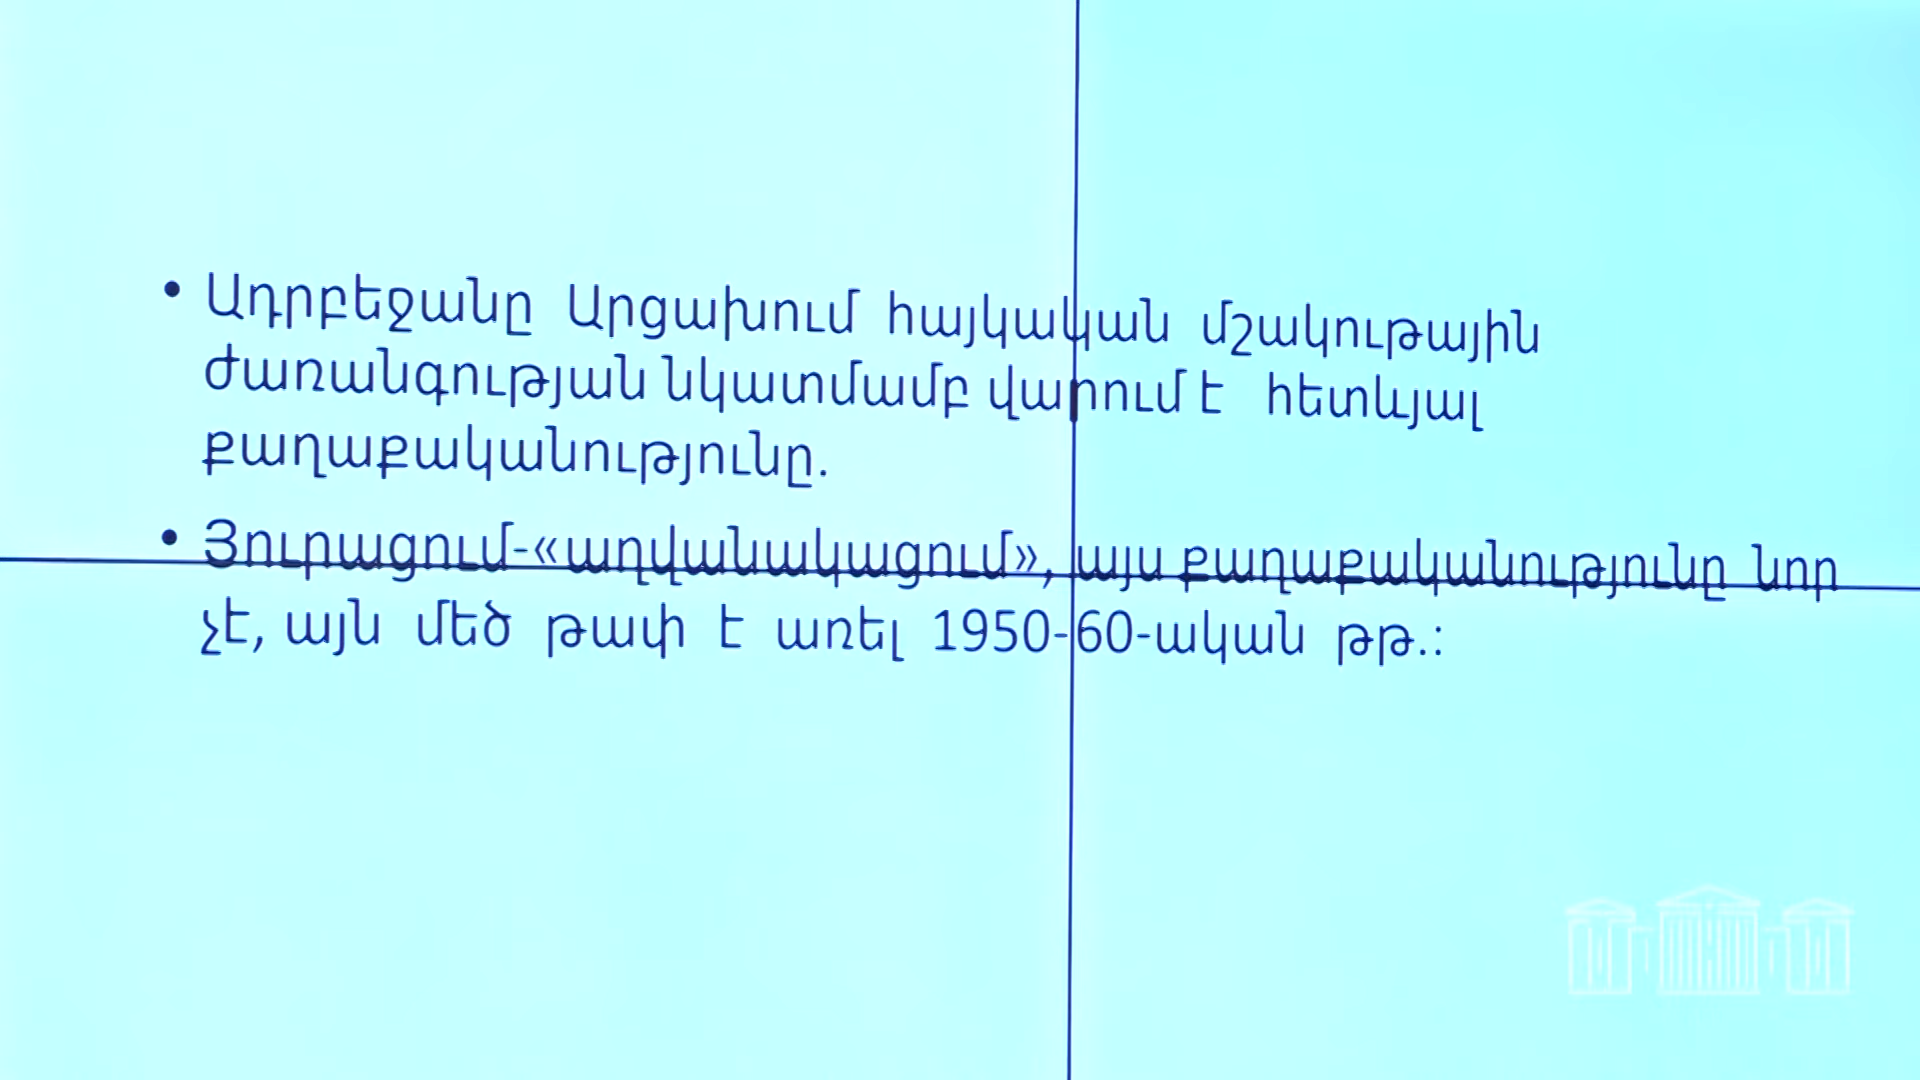 • Ադրբեջանը Արցախում հայկական մշակութային
ժառանգության նկատմամբ վարում է հետևյալ
քաղաքականությունը.
• Յուրացում-«աղվանակացում», այս քաղաքականությունը նոր
չէ, այն մեծ թափ է առել 1950-60-ական թթ.: